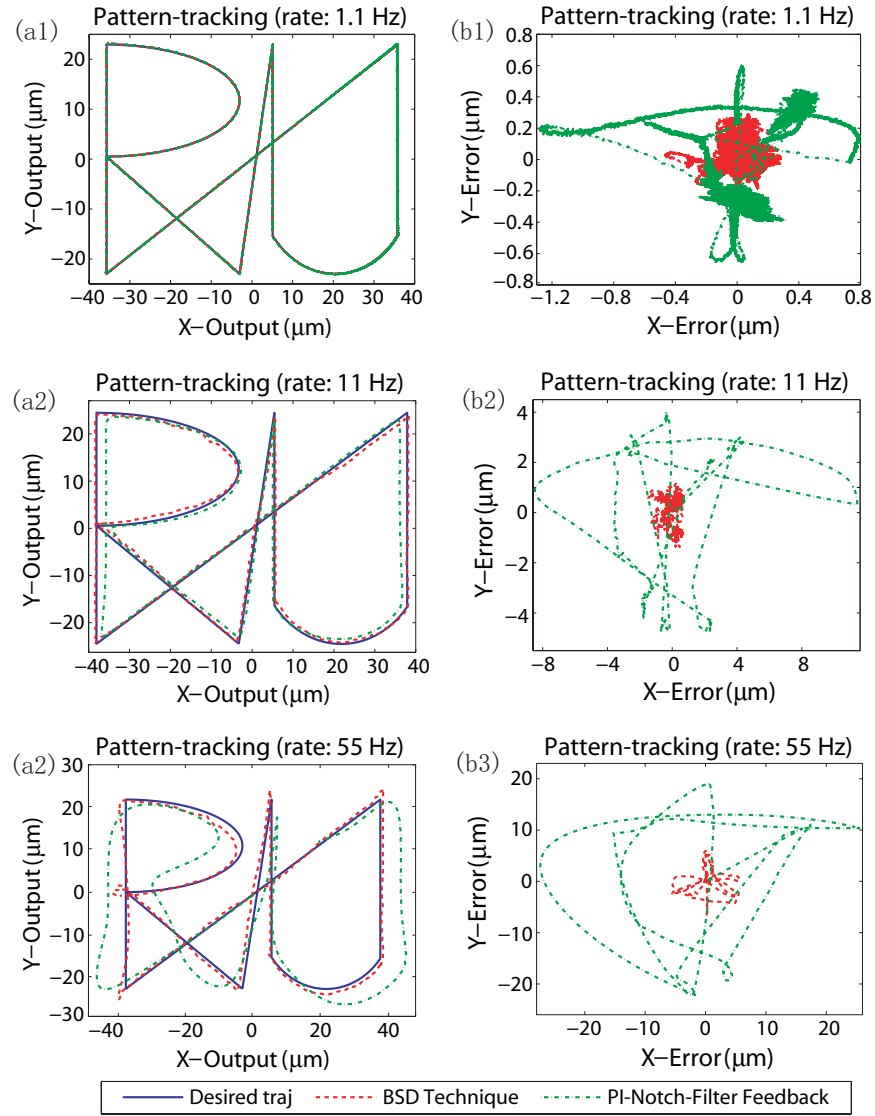 (a1)
Pattern-tracking (rate: 1.1 Hz)
20
10
0
−10
−20
Y−Output (μm)
−40 −30 −20 −10 0 10 20 30 40
X−Output (μm)
(b1)
Pattern-tracking (rate: 1.1 Hz)
0.8
0.6
0.4
0.2
0
−0.2
−0.4
−0.6
−0.8
Y−Error(μm)
−1.2 −0.4 0 0.4 0.8
X−Error(μm)
(a2)
Pattern-tracking (rate: 11 Hz)
20
10
0
−10
−20
Y−Output (μm)
−40 −30 −20 −10 0 10 20 30 40
X−Output (μm)
(b2)
Pattern-tracking (rate: 11 Hz)
4
2
0
−2
−4
Y−Error (μm)
−8 −4 0 4 8
X−Error (μm)
(a2)
Pattern-tracking (rate: 55 Hz)
30
20
10
0
−10
−20
−30
Y−Output (μm)
−40 −20 0 20 40
X−Output (μm)
(b3)
Pattern-tracking (rate: 55 Hz)
20
10
0
−10
−20
Y−Error (μm)
−20 −10 0 10 20
X−Error (μm)
Desired traj BSD Technique PI-Notch-Filter Feedback